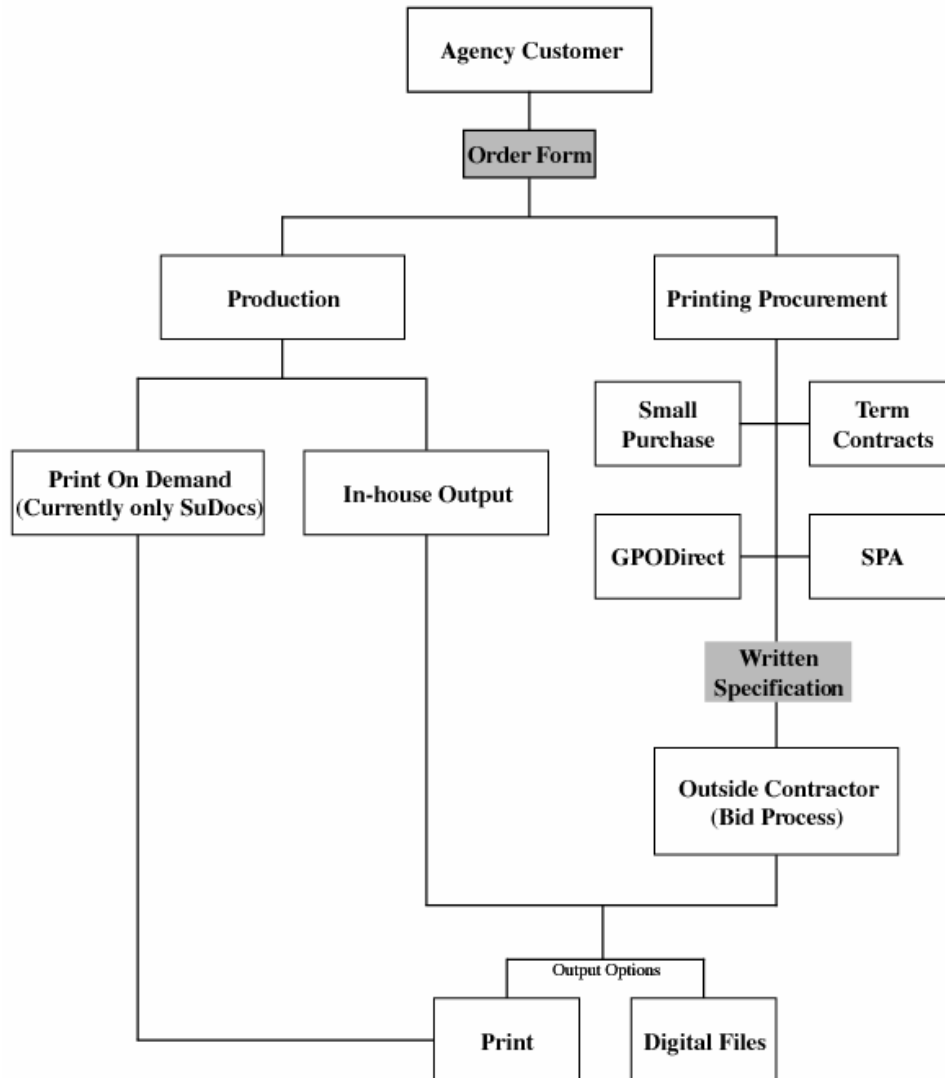 Agency Customer
Order Form
Production
Printing Procurement
Small
Purchase
Term
Contracts
Print On Demand
(Currently only SuDocs)
In-house Output
GPODirect
SPA
Written
Specification
Outside Contractor
(Bid Process)
Output Options
Print
Digital Files